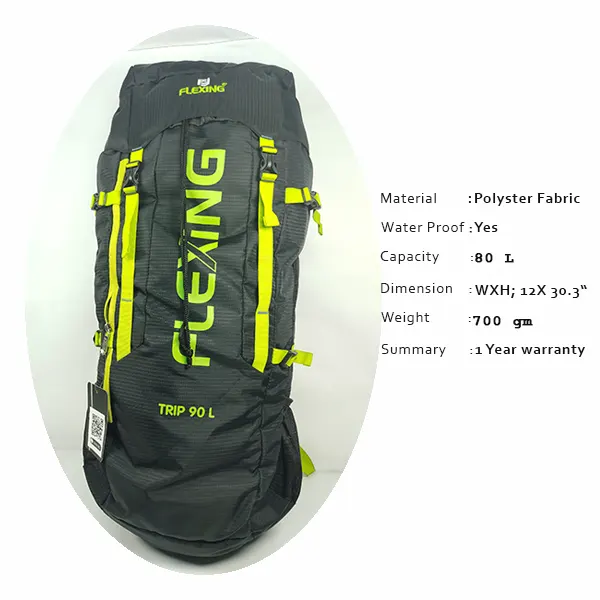 FLEXING
FLEXING
TRIP 90 L
Material :Polyster Fabric
Water Proof :Yes
Capacity :80 L
Dimension : WXH; 12X 30.3“
Weight :700 gm
Summary :1 Year warranty